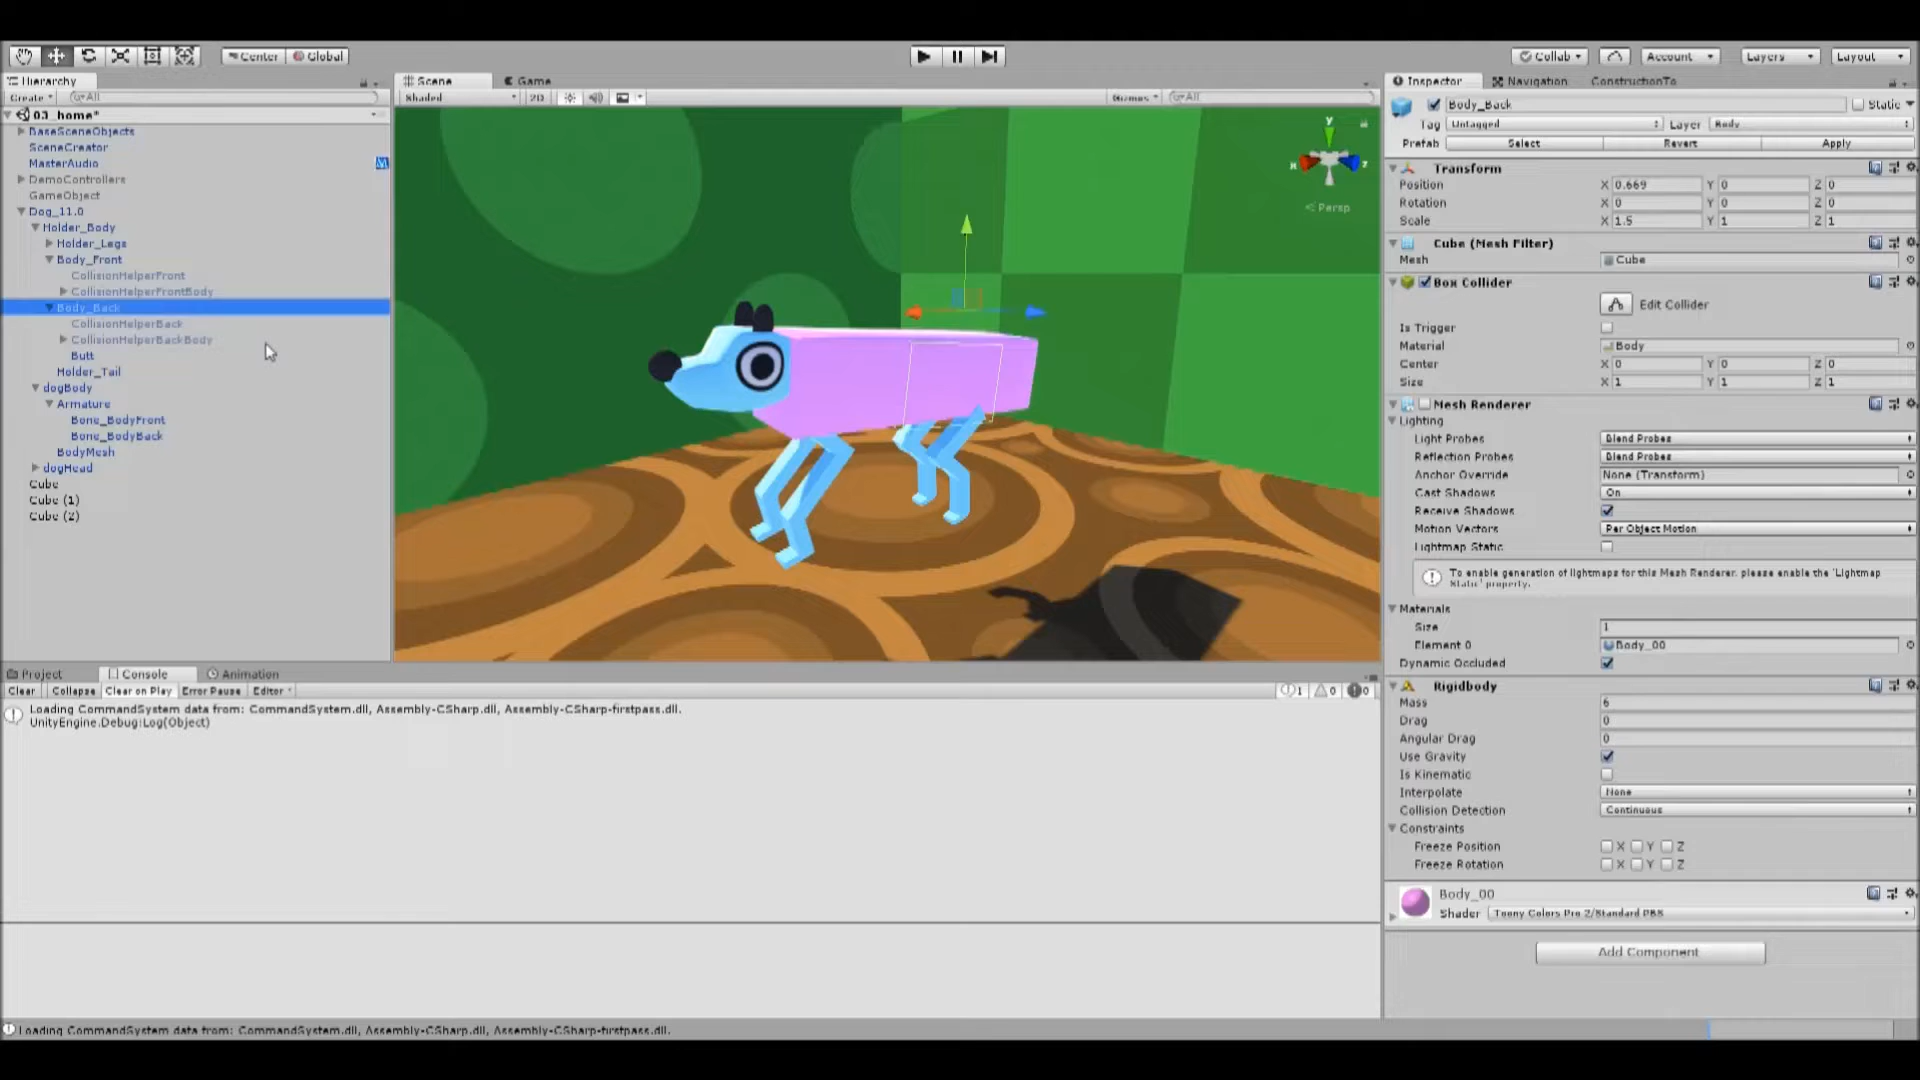 Center Global Collab Account Layers Layout
Hierarchy Scene Game Inspector Navigation ConstructionTo
Create All Shaded 2D Gizmos All
03_home*
BaseSceneObjects
SceneCreator
MasterAudio
DemoControllers
GameObject
Dog_11.0
Holder_Body
Holder_Legs
Body_Front
CollisionHelperFront
CollisionHelperFrontBody
Body_Back
CollisionHelperBack
CollisionHelperBackBody
Butt
Holder_Tail
dogBody
Armature
Bone_BodyFront
Bone_BodyBack
BodyMesh
dogHead
Cube
Cube (1)
Cube (2)
y
x z
< Persp
Body_Back Static
Tag Untagged Layer Body
Prefab Select Revert Apply
Transform
Position X 0.669 Y 0 Z 0
Rotation X 0 Y 0 Z 0
Scale X 1.5 Y 1 Z 1
Cube (Mesh Filter)
Mesh Cube
Box Collider
Edit Collider
Is Trigger
Material Body
Center X 0 Y 0 Z 0
Size X 1 Y 1 Z 1
Mesh Renderer
Lighting
Light Probes Blend Probes
Reflection Probes Blend Probes
Anchor Override None (Transform)
Cast Shadows On
Receive Shadows
Motion Vectors Per Object Motion
Lightmap Static
To enable generation of lightmaps for this Mesh Renderer, please enable the 'Lightmap
Static' property.
Materials
Size 1
Element 0 Body_00
Dynamic Occluded
Rigidbody
Mass 6
Drag 0
Angular Drag 0
Use Gravity
Is Kinematic
Interpolate None
Collision Detection Continuous
Constraints
Freeze Position X Y Z
Freeze Rotation X Y Z
Body_00
Shader Toony Colors Pro 2/Standard PBS
Add Component
Project Console Animation
Clear Collapse Clear on Play Error Pause Editor 1 0 0
Loading CommandSystem data from: CommandSystem.dll, Assembly-CSharp.dll, Assembly-CSharp-firstpass.dll.
UnityEngine.Debug:Log(Object)
Loading CommandSystem data from: CommandSystem.dll, Assembly-CSharp.dll, Assembly-CSharp-firstpass.dll.